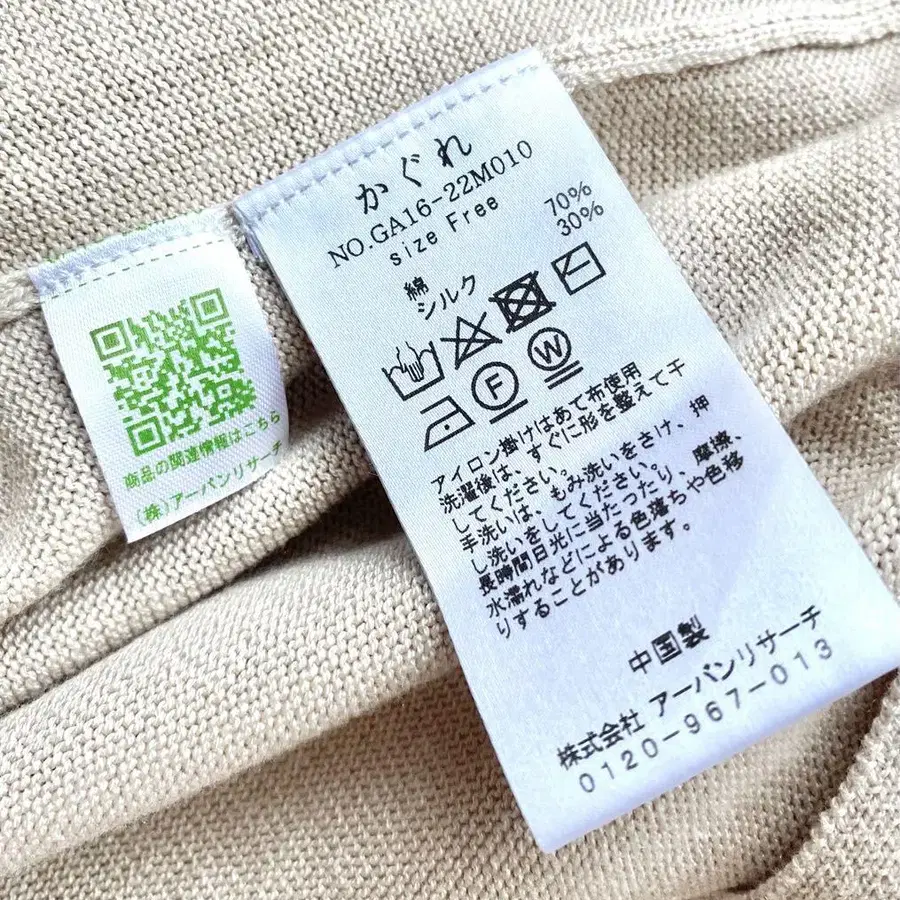 かぐれ
NO.GA16-22M010
size Free
綿 70%
シルク 30%
F W
アイロン掛けはあて布使用
洗濯後は、すぐに形を整えて干
してください。
手洗いは、もみ洗いをさけ、押
し洗いをしてください。
長時間日光に当たったり、摩擦、
水濡れなどによる色落ちや色移
りすることがあります。
中国製
株式会社 アーバンリサーチ
0120-967-013
商品の関連情報はこちら
(株)アーバンリサーチ